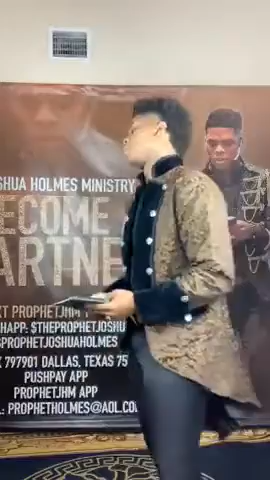 SHUA HOLMES MINISTRY
ECOME
ARTNE
XT PROPHETJHM
HAPP: $THEPROPHETJOSHU
PROPHETJOSHUAHOLMES
X 797901 DALLAS, TEXAS 75
PUSHPAY APP
PROPHETJHM APP
L: PROPHETHOLMES@AOL.CO